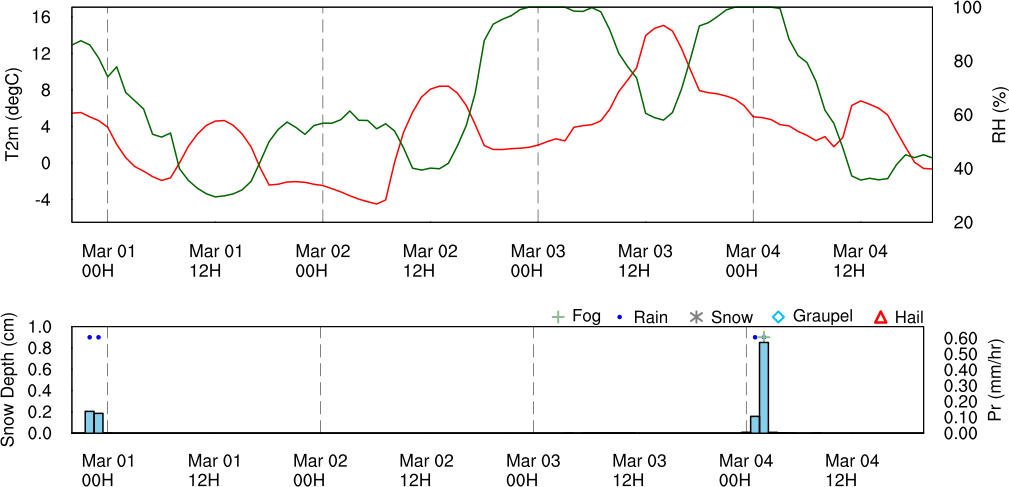 16
12
8
4
0
-4
T2m (degC)
100
80
60
40
20
RH (%)
Mar 01 Mar 01 Mar 02 Mar 02 Mar 03 Mar 03 Mar 04 Mar 04
00H 12H 00H 12H 00H 12H 00H 12H
Fog Rain Snow Graupel Hail
1.0
0.8
0.6
0.4
0.2
0.0
Snow Depth (cm)
0.60
0.50
0.40
0.30
0.20
0.10
0.00
Pr (mm/hr)
Mar 01 Mar 01 Mar 02 Mar 02 Mar 03 Mar 03 Mar 04 Mar 04
00H 12H 00H 12H 00H 12H 00H 12H